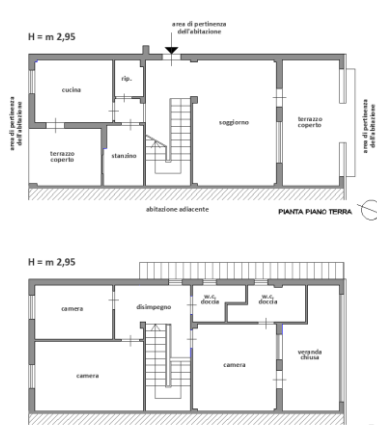 area di pertinenza
dell'abitazione
H = m 2,95
cucina
rip.
area di pertinenza
dell'abitazione
terrazzo
coperto
stanzino
soggiorno
terrazzo
coperto
area di pertinenza
dell'abitazione
abitazione adiacente
PIANTA PIANO TERRA
H = m 2,95
camera
disimpegno
w.c.
doccia
w.c.
doccia
camera
camera
veranda
chiusa